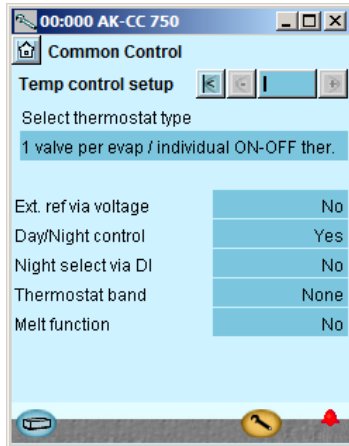 00:000 AK-CC 750
Common Control
Temp control setup
Select thermostat type
1 valve per evap / individual ON-OFF ther.
Ext. ref via voltage No
Day/Night control Yes
Night select via DI No
Thermostat band None
Melt function No